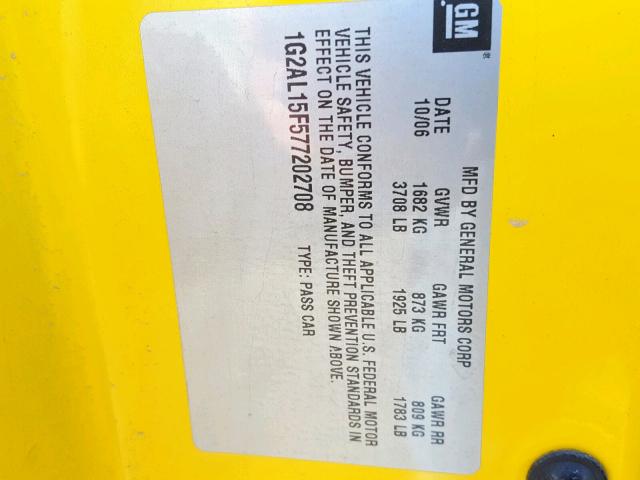 GM®
MFD BY GENERAL MOTORS CORP
DATE GVWR GAWR FRT GAWR RR
10/06 1682 KG 873 KG 809 KG
3708 LB 1925 LB 1783 LB
THIS VEHICLE CONFORMS TO ALL APPLICABLE U.S. FEDERAL MOTOR
VEHICLE SAFETY, BUMPER, AND THEFT PREVENTION STANDARDS IN
EFFECT ON THE DATE OF MANUFACTURE SHOWN ABOVE.
1G2AL15F577202708 TYPE: PASS CAR